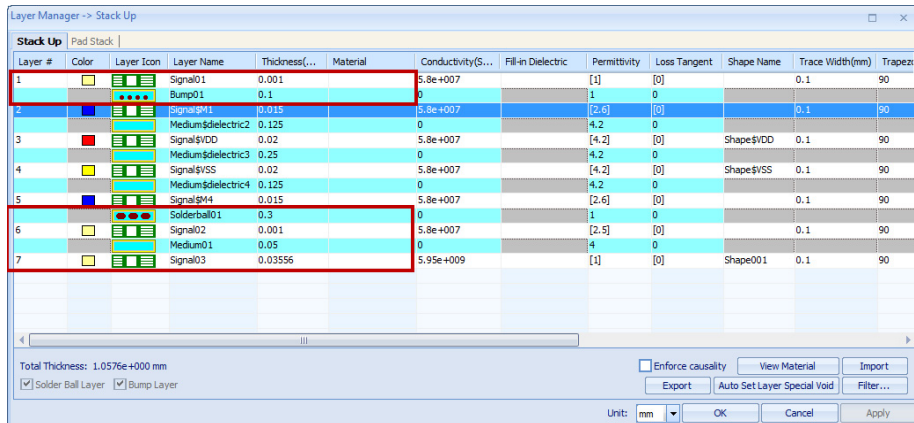 Layer Manager -> Stack Up
Stack Up Pad Stack
Layer # Color Layer Icon Layer Name Thickness(... Material Conductivity(S... Fill-in Dielectric Permittivity Loss Tangent Shape Name Trace Width(mm) Trapezo
1 Signal01 0.001 5.8e+007 [1] [0] 0.1 90
Bump01 0.1 0 1 0
2 Signal$M1 0.015 5.8e+007 [2.6] [0] 0.1 90
Medium$dielectric2 0.125 0 4.2 0
3 Signal$VDD 0.02 5.8e+007 [4.2] [0] Shape$VDD 0.1 90
Medium$dielectric3 0.25 0 4.2 0
4 Signal$VSS 0.02 5.8e+007 [4.2] [0] Shape$VSS 0.1 90
Medium$dielectric4 0.125 0 4.2 0
5 Signal$M4 0.015 5.8e+007 [2.6] [0] 0.1 90
Solderball01 0.3 0 1 0
6 Signal02 0.001 5.8e+007 [2.5] [0] 0.1 90
Medium01 0.05 0 4 0
7 Signal03 0.03556 5.95e+009 [1] [0] Shape001 0.1 90
Total Thickness: 1.0576e+000 mm
Enforce causality View Material Import
Solder Ball Layer Bump Layer
Export Auto Set Layer Special Void Filter...
Unit: mm OK Cancel Apply